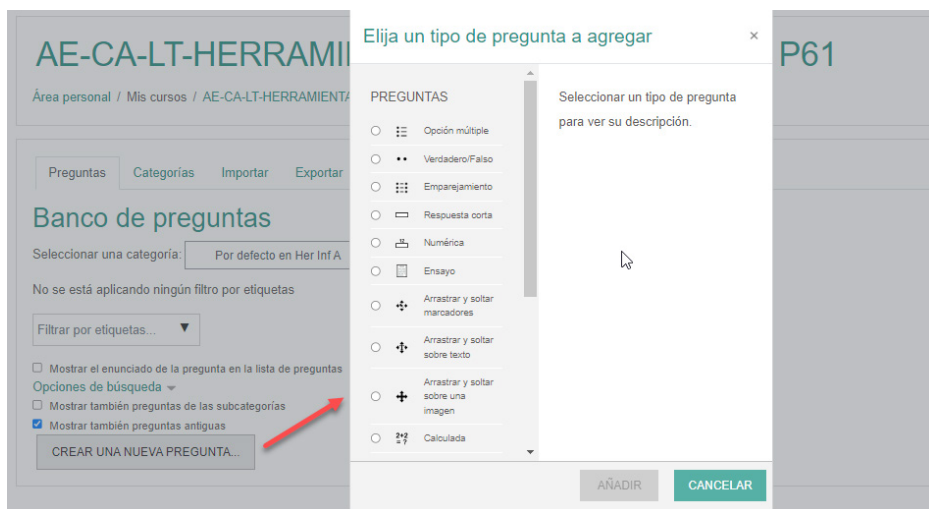 AE-CA-LT-HERRAMI
P61
Área personal / Mis cursos / AE-CA-LT-HERRAMIENTA
Preguntas Categorías Importar Exportar
Banco de preguntas
Seleccionar una categoría: Por defecto en Her Inf A
No se está aplicando ningún filtro por etiquetas
Filtrar por etiquetas... ▼
Mostrar el enunciado de la pregunta en la lista de preguntas
Opciones de búsqueda
Mostrar también preguntas de las subcategorías
Mostrar también preguntas antiguas
CREAR UNA NUEVA PREGUNTA...
Elija un tipo de pregunta a agregar ×
PREGUNTAS
Opción múltiple
Verdadero/Falso
Emparejamiento
Respuesta corta
12 Numérica
Ensayo
Arrastrar y soltar
marcadores
Arrastrar y soltar
sobre texto
Arrastrar y soltar
sobre una
imagen
2+2
= ? Calculada
Seleccionar un tipo de pregunta
para ver su descripción.
AÑADIR CANCELAR